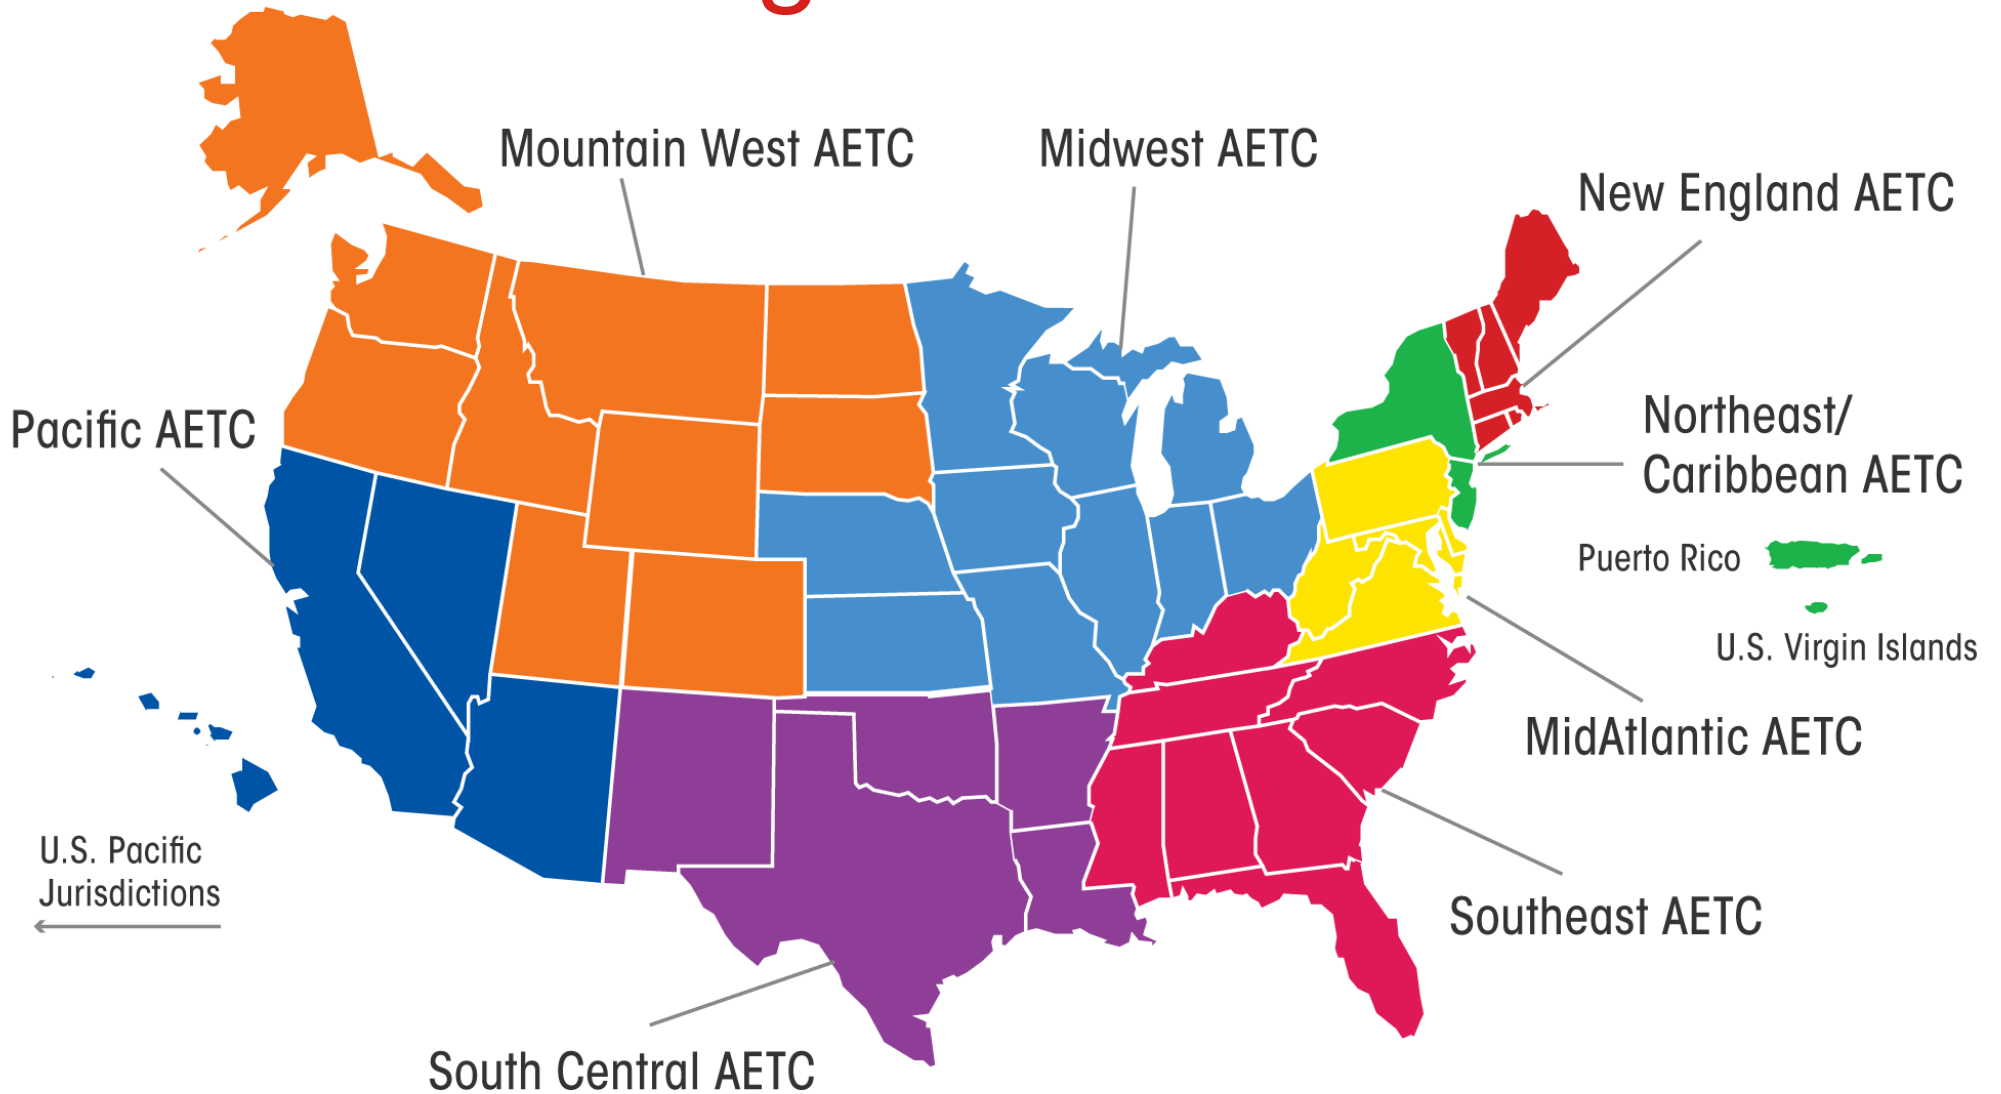 Mountain West AETC
Midwest AETC
New England AETC
Pacific AETC
Northeast/
Caribbean AETC
Puerto Rico
U.S. Virgin Islands
MidAtlantic AETC
U.S. Pacific
Jurisdictions
Southeast AETC
South Central AETC